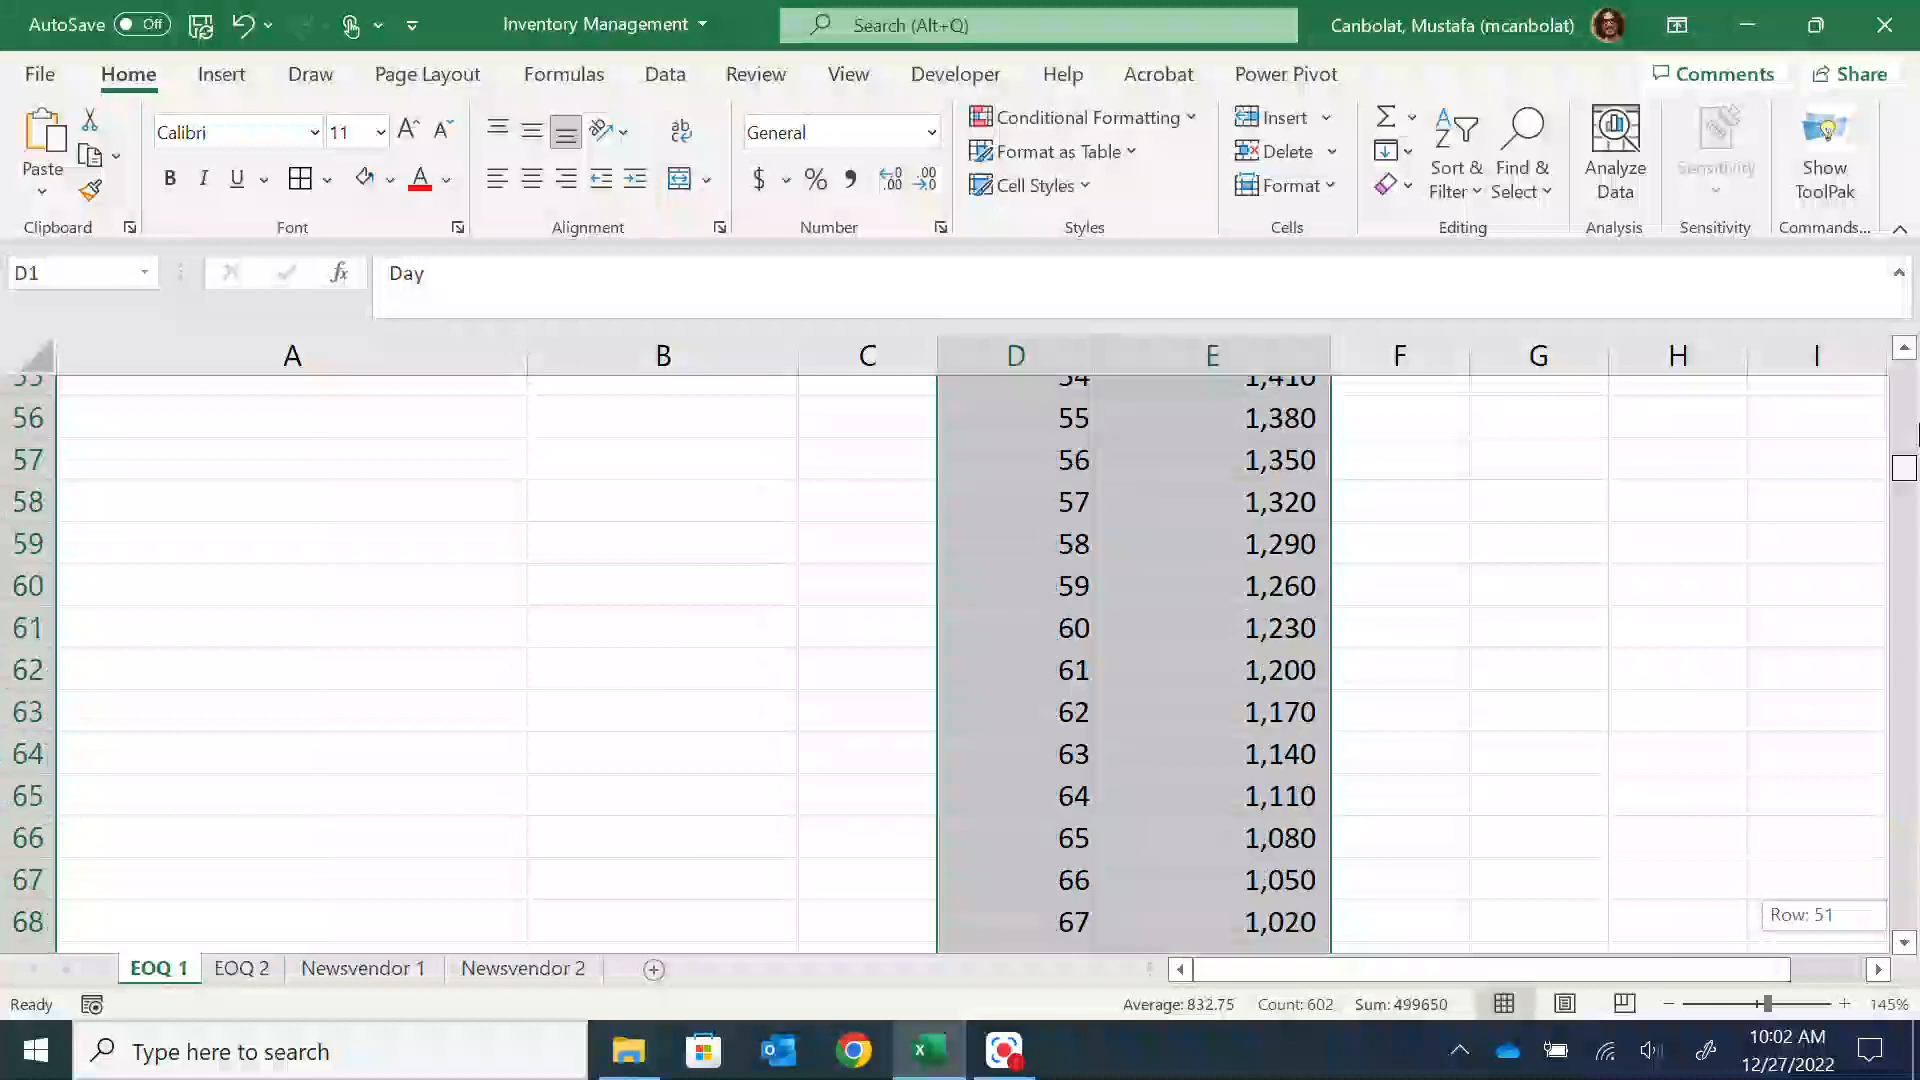 AutoSave Off Inventory Management Search (Alt+Q) Canbolat, Mustafa (mcanbolat)
File Home Insert Draw Page Layout Formulas Data Review View Developer Help Acrobat Power Pivot Comments Share
Paste Calibri 11 General Conditional Formatting Format as Table Cell Styles Insert Delete Format Sort & Filter Find & Select Analyze Data Sensitivity Show ToolPak
Clipboard Font Alignment Number Styles Cells Editing Analysis Sensitivity Commands...
D1 fx Day
A B C D E F G H I
55 54 1,410
56 55 1,380
57 56 1,350
58 57 1,320
59 58 1,290
60 59 1,260
61 60 1,230
62 61 1,200
63 62 1,170
64 63 1,140
65 64 1,110
66 65 1,080
67 66 1,050
68 67 1,020
Row: 51
EOQ 1 EOQ 2 Newsvendor 1 Newsvendor 2
Ready Average: 832.75 Count: 602 Sum: 499650 145%
Type here to search 10:02 AM
12/27/2022